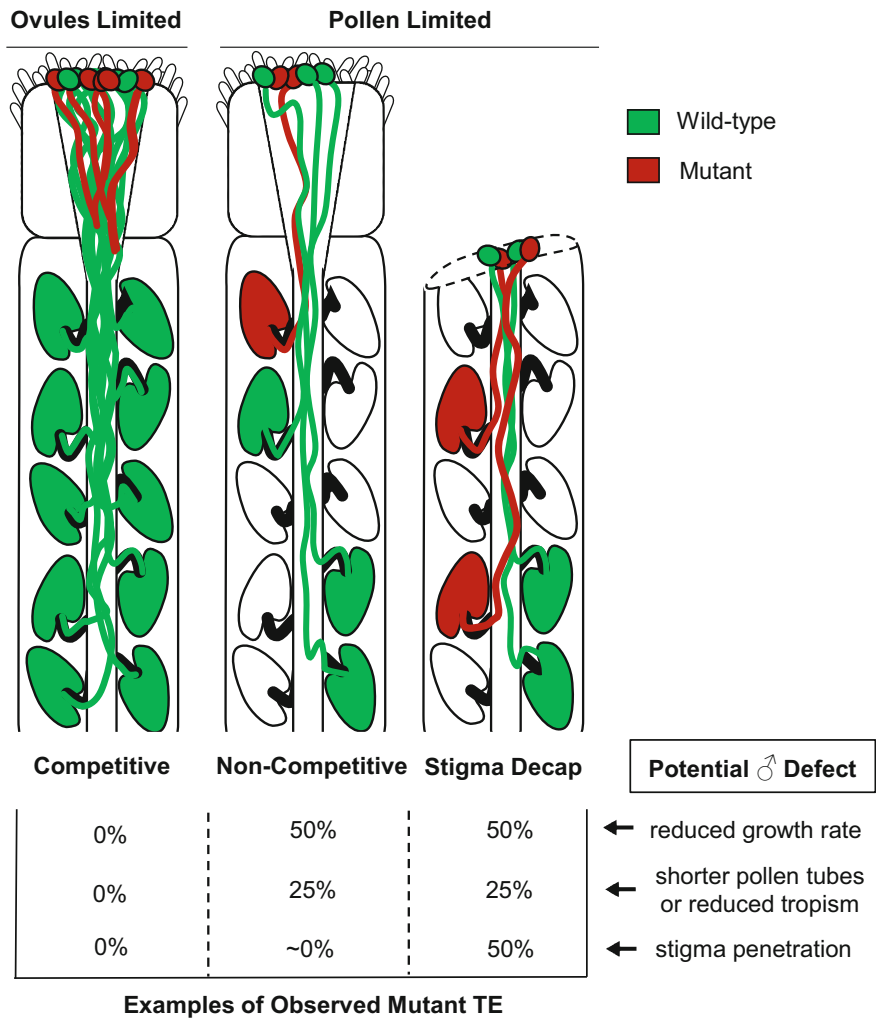 Ovules Limited
Pollen Limited
Wild-type
Mutant
Competitive
Non-Competitive
Stigma Decap
Potential ♂ Defect
0%
50%
50%
reduced growth rate
0%
25%
25%
shorter pollen tubes
or reduced tropism
0%
~0%
50%
stigma penetration
Examples of Observed Mutant TE